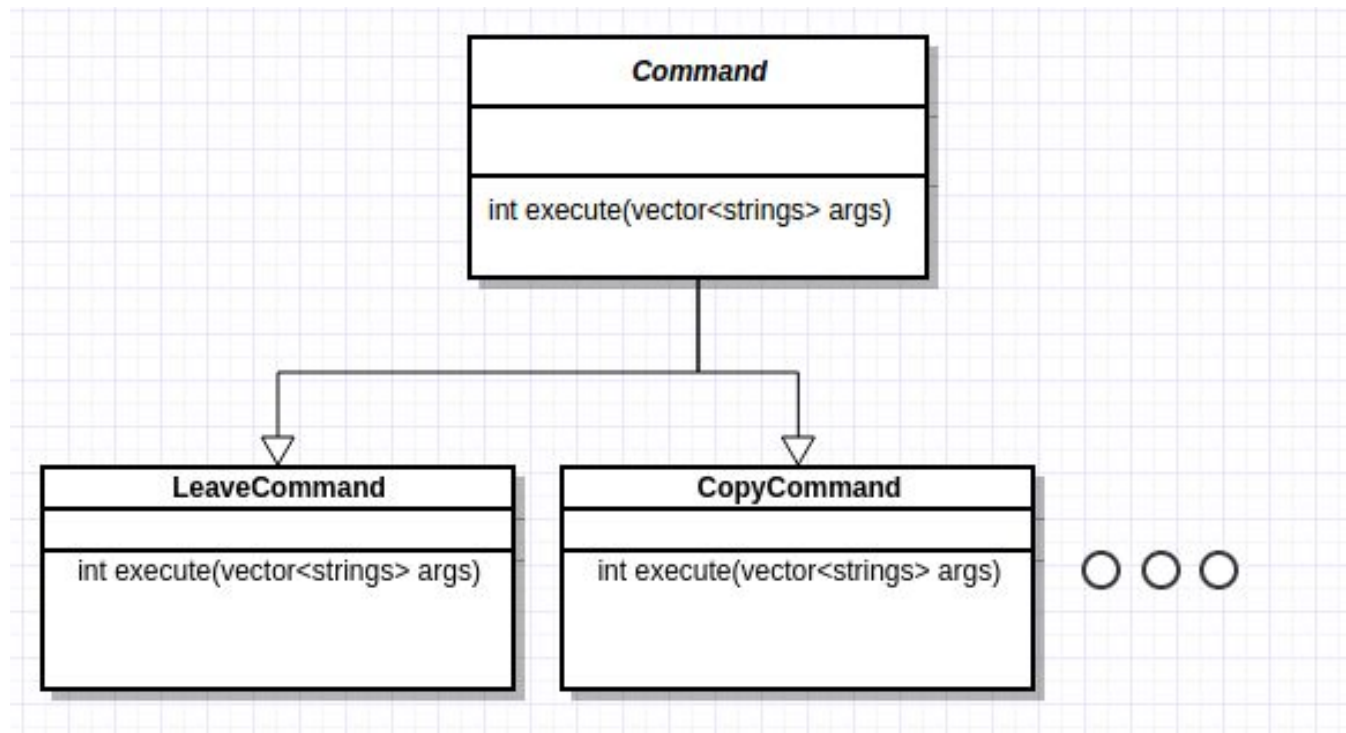 Command
int execute(vector<strings> args)
LeaveCommand
int execute(vector<strings> args)
CopyCommand
int execute(vector<strings> args)